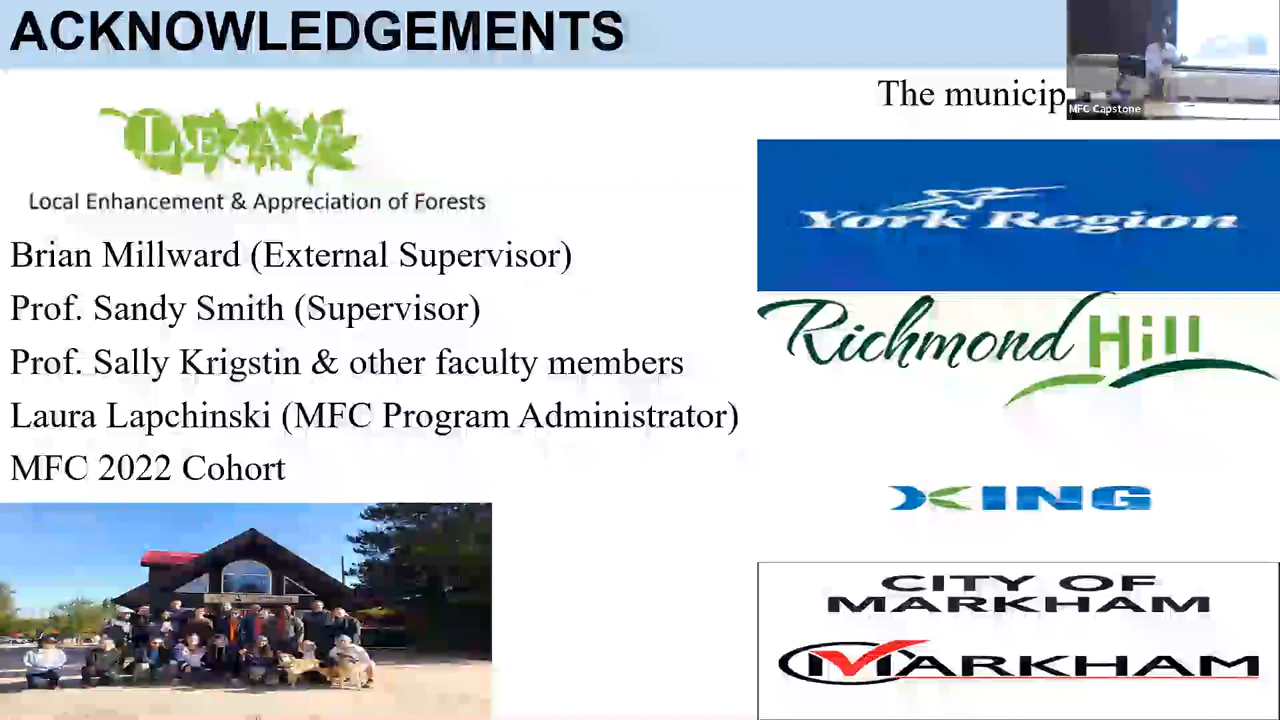 ACKNOWLEDGEMENTS
The municip
MFC Capstone
LEAF
Local Enhancement & Appreciation of Forests
Brian Millward (External Supervisor)
Prof. Sandy Smith (Supervisor)
Prof. Sally Krigstin & other faculty members
Laura Lapchinski (MFC Program Administrator)
MFC 2022 Cohort
York Region
Richmond Hill
KING
CITY OF
MARKHAM
MARKHAM